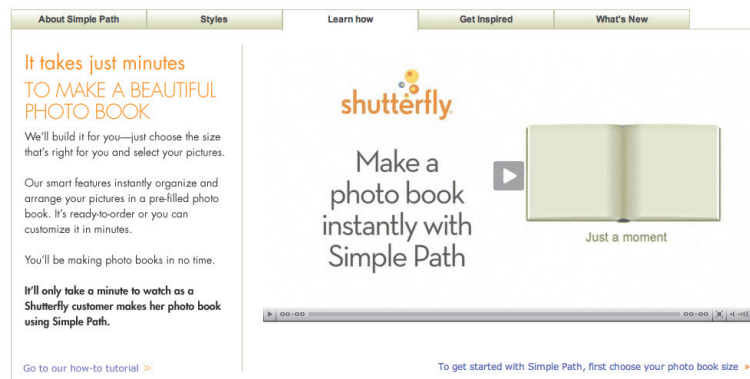 About Simple Path
Styles
Learn how
Get Inspired
What's New
It takes just minutes
TO MAKE A BEAUTIFUL
PHOTO BOOK
We'll build it for you—just choose the size
that's right for you and select your pictures.
Our smart features instantly organize and
arrange your pictures in a pre-filled photo
book. It's ready-to-order or you can
customize it in minutes.
You'll be making photo books in no time.
It'll only take a minute to watch as a
Shutterfly customer makes her photo book
using Simple Path.
Go to our how-to tutorial »
shutterfly.
Make a
photo book
instantly with
Simple Path
Just a moment
00:00
00:00
To get started with Simple Path, first choose your photo book size »